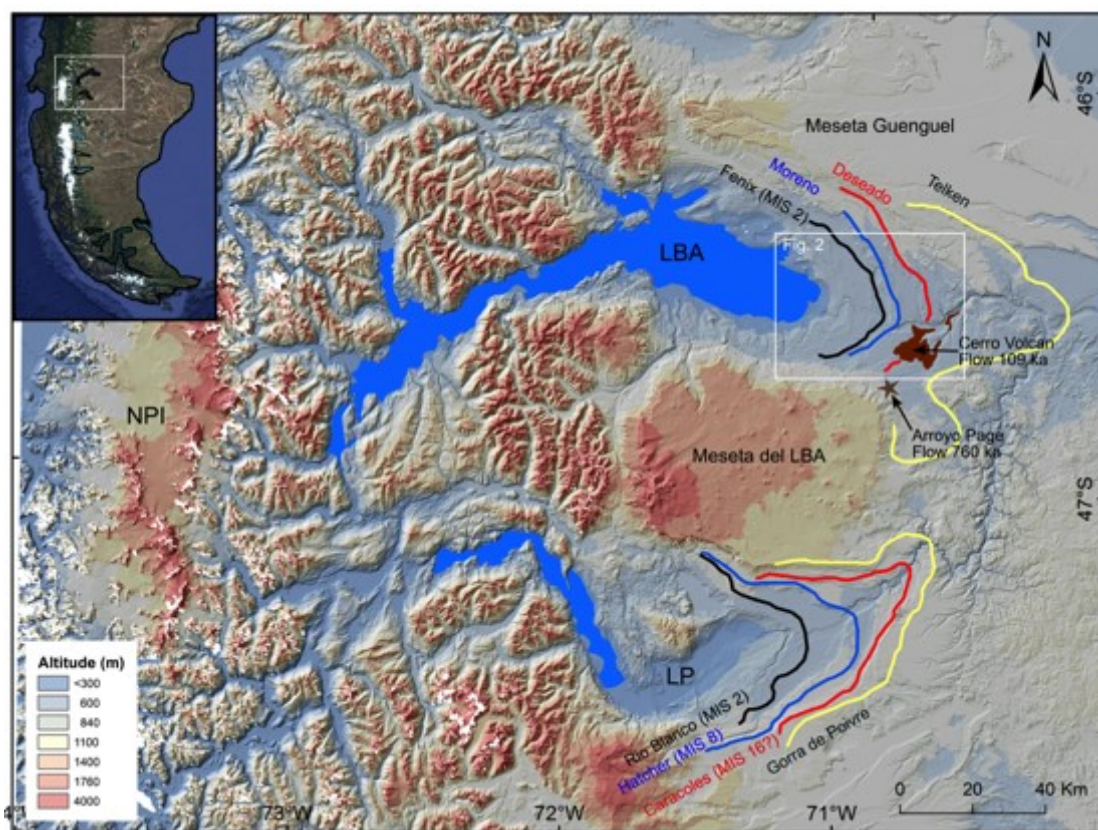 N
46°S
Meseta Guenguel
Moreno
Deseado
Telken
Fenix (MIS 2)
Fig. 2
LBA
Cerro Volcan
Flow 109 ka
NPI
Arroyo Page
Flow 760 ka
Meseta del LBA
47°S
Altitude (m)
<300
600
840
1100
1400
1760
4000
LP
Rio Blanco (MIS 2)
Hatcher (MIS 8)
Caracoles (MIS 16?)
Gorra de Poivre
73°W
72°W
71°W
0 20 40 Km